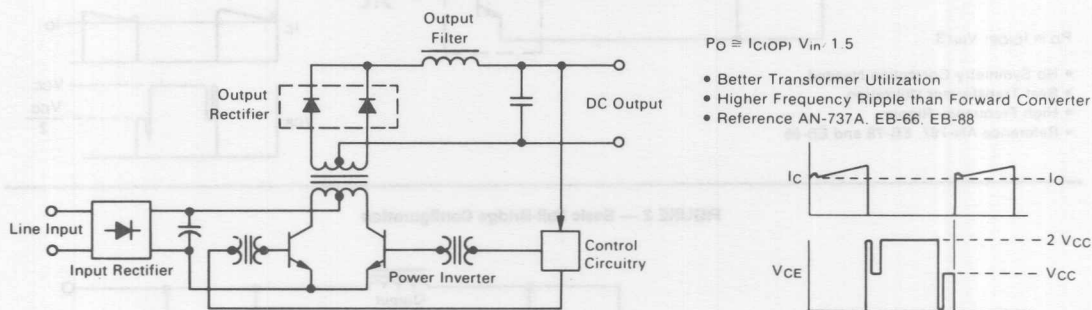 Output
Filter
PO ≅ IC(OP) Vin/1.5
• Better Transformer Utilization
• Higher Frequency Ripple than Forward Converter
• Reference AN-737A, EB-66, EB-88
Output
Rectifier
DC Output
IC
IO
Line Input
Input Rectifier
Power Inverter
Control
Circuitry
VCE
2 VCC
VCC